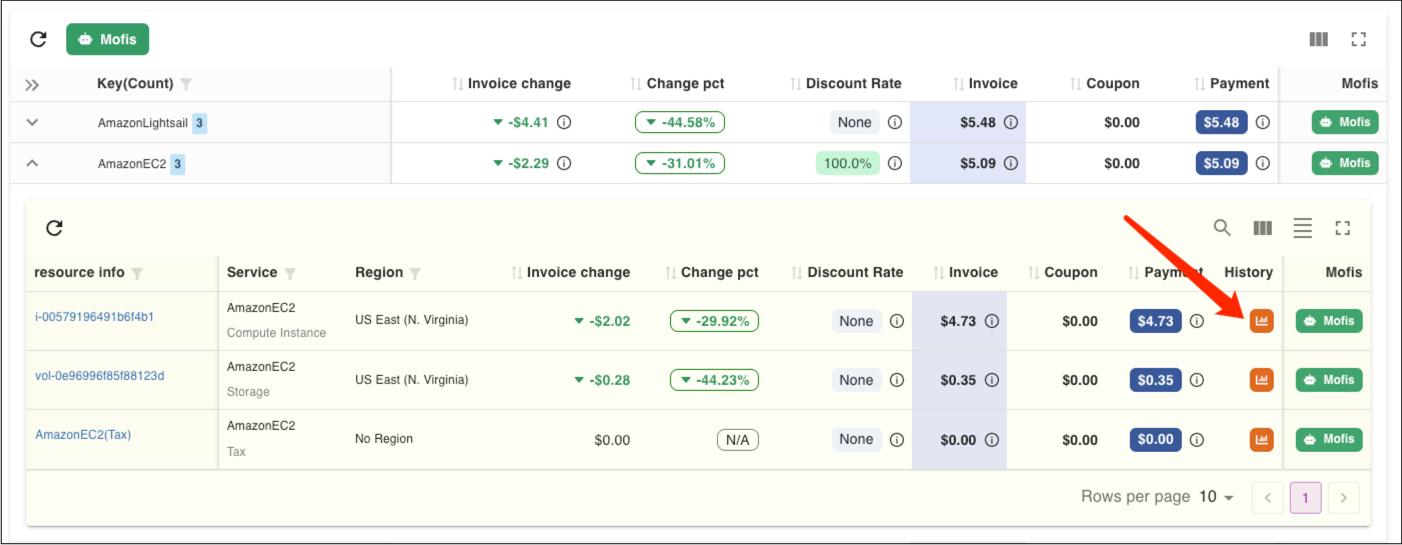 Mofis
Key(Count) Invoice change Change pct Discount Rate Invoice Coupon Payment Mofis
AmazonLightsail 3 -$4.41 -44.58% None $5.48 $0.00 $5.48 Mofis
AmazonEC2 3 -$2.29 -31.01% 100.0% $5.09 $0.00 $5.09 Mofis
resource info Service Region Invoice change Change pct Discount Rate Invoice Coupon Payment History Mofis
i-00579196491b6f4b1 AmazonEC2 Compute Instance US East (N. Virginia) -$2.02 -29.92% None $4.73 $0.00 $4.73 Mofis
vol-0e96996f85f88123d AmazonEC2 Storage US East (N. Virginia) -$0.28 -44.23% None $0.35 $0.00 $0.35 Mofis
AmazonEC2(Tax) AmazonEC2 Tax No Region $0.00 N/A None $0.00 $0.00 $0.00 Mofis
Rows per page 10 1